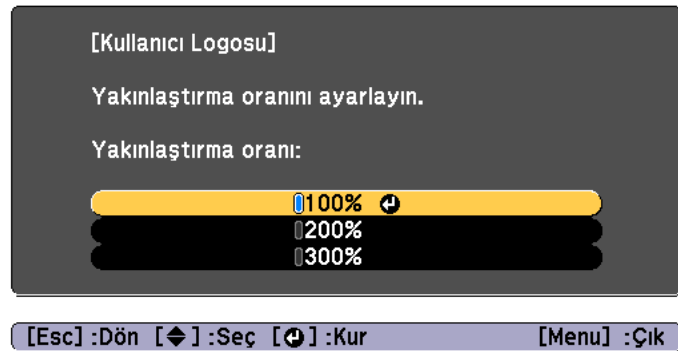 [Kullanıcı Logosu]
Yakınlaştırma oranını ayarlayın.
Yakınlaştırma oranı:
100%
200%
300%
[Esc] :Dön [◆] :Seç [⏎] :Kur [Menu] :Çık